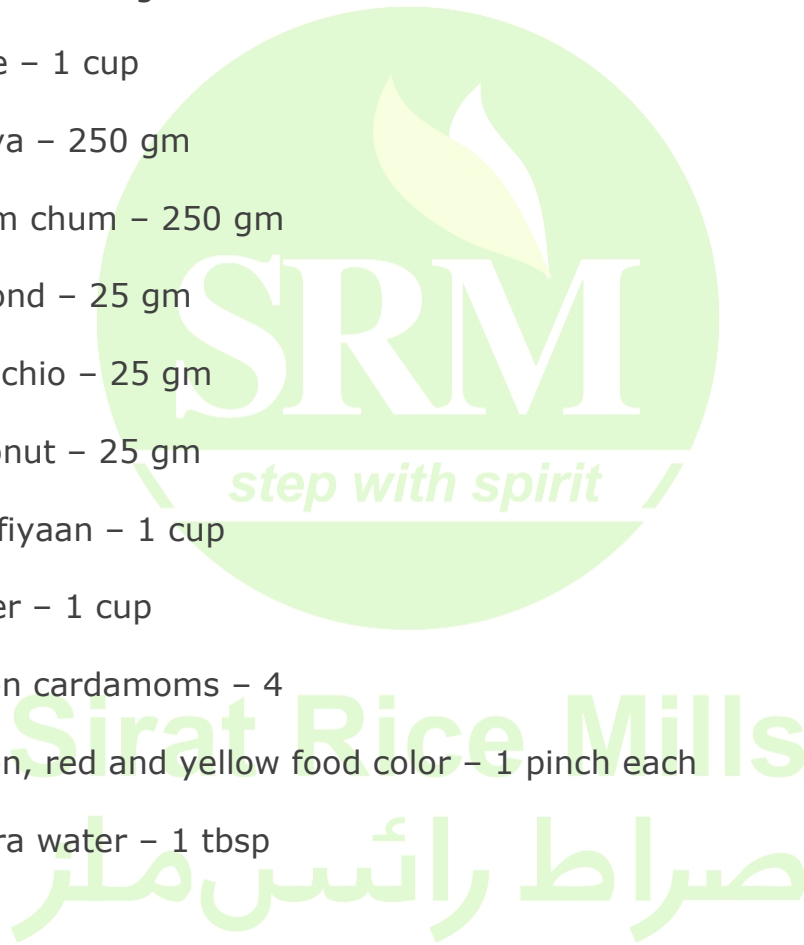 e – 1 cup
va – 250 gm
m chum – 250 gm
ond – 25 gm
chio – 25 gm
onut – 25 gm
fiyaan – 1 cup
er – 1 cup
n cardamoms – 4
n, red and yellow food color – 1 pinch each
ra water – 1 tbsp
SRM
step with spirit
Sirat Rice Mills
صراط رائس ملز